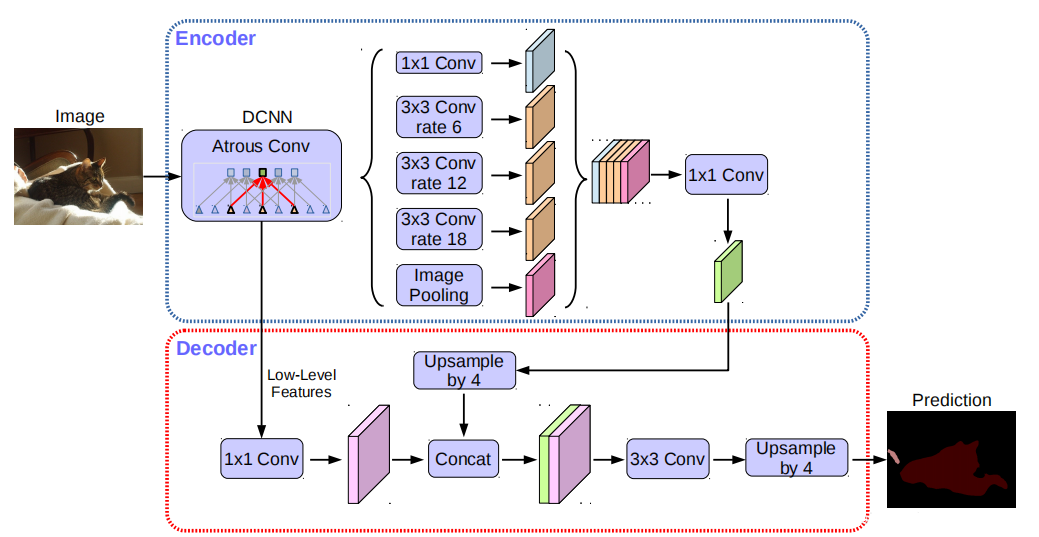 Encoder
Image
DCNN
Atrous Conv
1x1 Conv
3x3 Conv
rate 6
3x3 Conv
rate 12
3x3 Conv
rate 18
Image
Pooling
1x1 Conv
Decoder
Low-Level
Features
Upsample
by 4
1x1 Conv
Concat
3x3 Conv
Upsample
by 4
Prediction